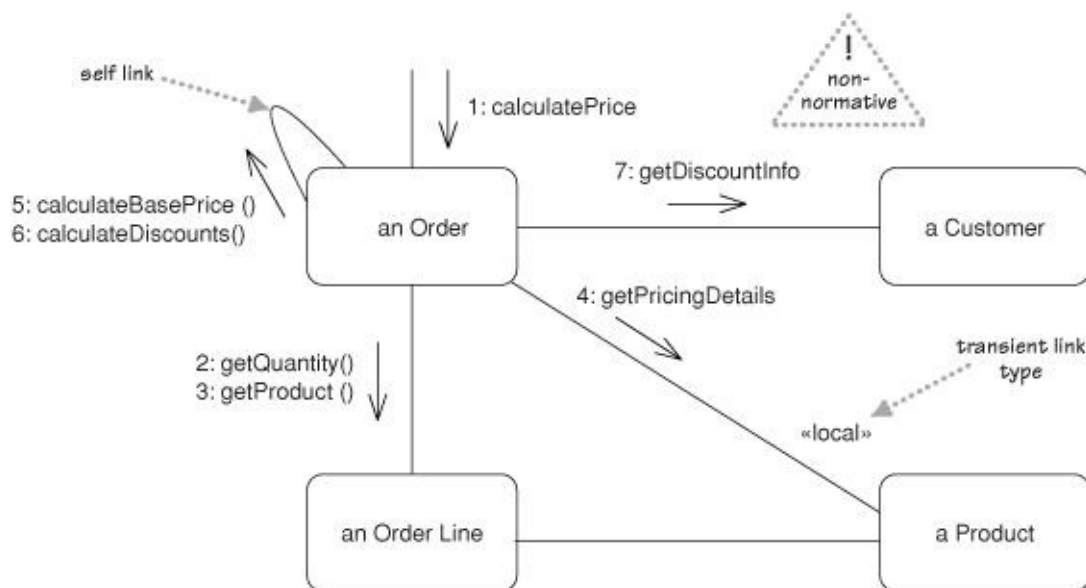 self link
1: calculatePrice
!
non-
normative
5: calculateBasePrice ()
6: calculateDiscounts()
an Order
7: getDiscountInfo
a Customer
4: getPricingDetails
2: getQuantity()
3: getProduct ()
transient link
type
«local»
an Order Line
a Product